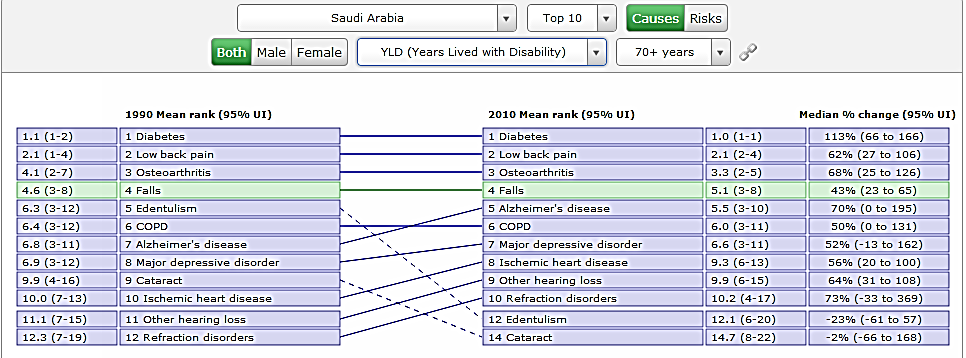 Saudi Arabia Top 10 Causes Risks
Both Male Female YLD (Years Lived with Disability) 70+ years
1990 Mean rank (95% UI) 2010 Mean rank (95% UI) Median % change (95% UI)
1.1 (1-2) 1 Diabetes 1 Diabetes 1.0 (1-1) 113% (66 to 166)
2.1 (1-4) 2 Low back pain 2 Low back pain 2.1 (2-4) 62% (27 to 106)
4.1 (2-7) 3 Osteoarthritis 3 Osteoarthritis 3.3 (2-5) 68% (25 to 126)
4.6 (3-8) 4 Falls 4 Falls 5.1 (3-8) 43% (23 to 65)
6.3 (3-12) 5 Edentulism 5 Alzheimer's disease 5.5 (3-10) 70% (0 to 195)
6.4 (3-12) 6 COPD 6 COPD 6.0 (3-11) 50% (0 to 131)
6.8 (3-11) 7 Alzheimer's disease 7 Major depressive disorder 6.6 (3-11) 52% (-13 to 162)
6.9 (3-12) 8 Major depressive disorder 8 Ischemic heart disease 9.3 (6-13) 56% (20 to 100)
9.9 (4-16) 9 Cataract 9 Other hearing loss 9.9 (6-15) 64% (31 to 108)
10.0 (7-13) 10 Ischemic heart disease 10 Refraction disorders 10.2 (4-17) 73% (-33 to 369)
11.1 (7-15) 11 Other hearing loss 12 Edentulism 12.1 (6-20) -23% (-61 to 57)
12.3 (7-19) 12 Refraction disorders 14 Cataract 14.7 (8-22) -2% (-66 to 168)